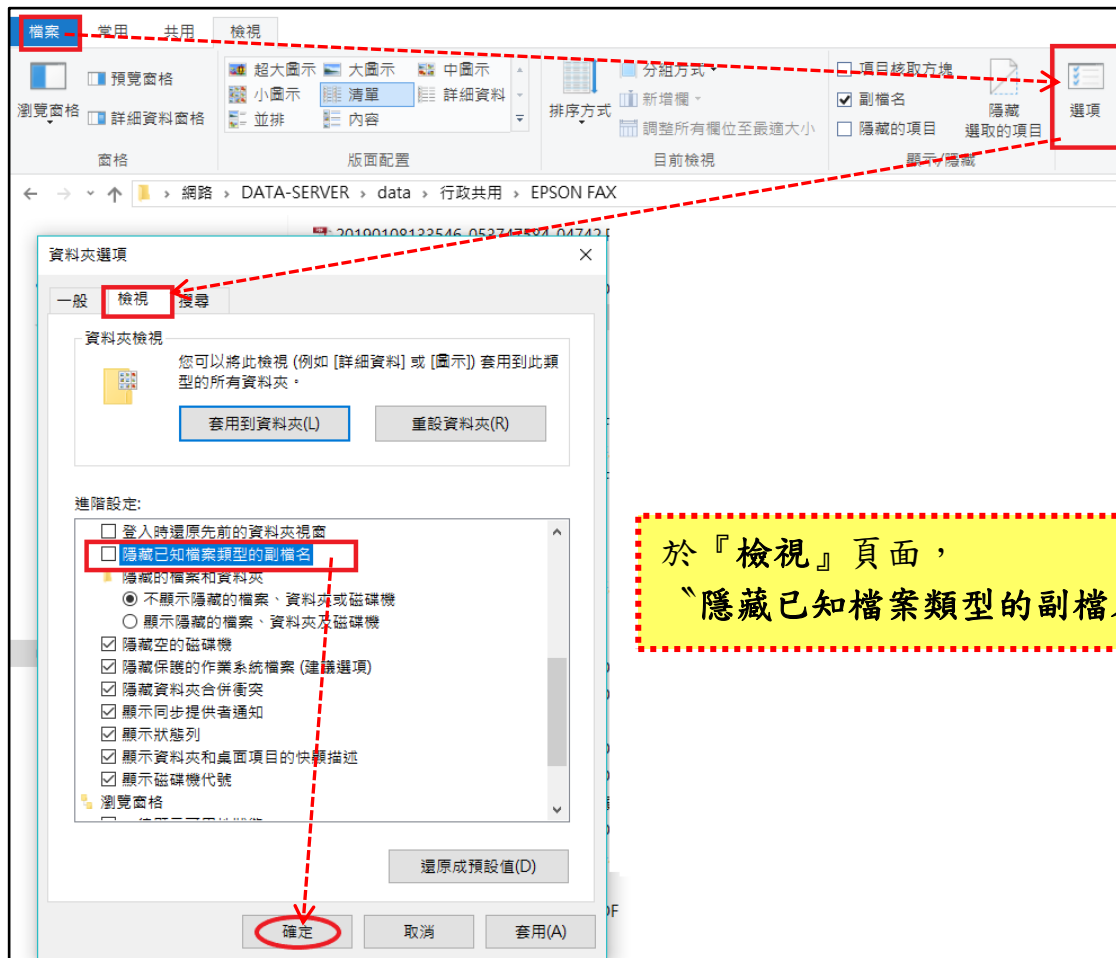 檔案 常用 共用 檢視
預覽窗格 超大圖示 大圖示 中圖示 分組方式 項目核取方塊
瀏覽窗格 詳細資料窗格 小圖示 清單 詳細資料 排序方式 新增欄 副檔名 隱藏 選項
並排 內容 調整所有欄位至最適大小 隱藏的項目 選取的項目
窗格 版面配置 目前檢視 顯示/隱藏
網路 › DATA-SERVER › data › 行政共用 › EPSON FAX
20190108133546_053747584_04742
資料夾選項
一般 檢視 搜尋
資料夾檢視
您可以將此檢視 (例如 [詳細資料] 或 [圖示]) 套用到此類
型的所有資料夾。
套用到資料夾(L) 重設資料夾(R)
進階設定:
登入時還原先前的資料夾視窗
隱藏已知檔案類型的副檔名
隱藏的檔案和資料夾
不顯示隱藏的檔案、資料夾或磁碟機
顯示隱藏的檔案、資料夾及磁碟機
隱藏空的磁碟機
隱藏保護的作業系統檔案 (建議選項)
隱藏資料夾合併衝突
顯示同步提供者通知
顯示狀態列
顯示資料夾和桌面項目的快顯描述
顯示磁碟機代號
瀏覽窗格
還原成預設值(D)
確定 取消 套用(A)
於『檢視』頁面，
〝隱藏已知檔案類型的副檔